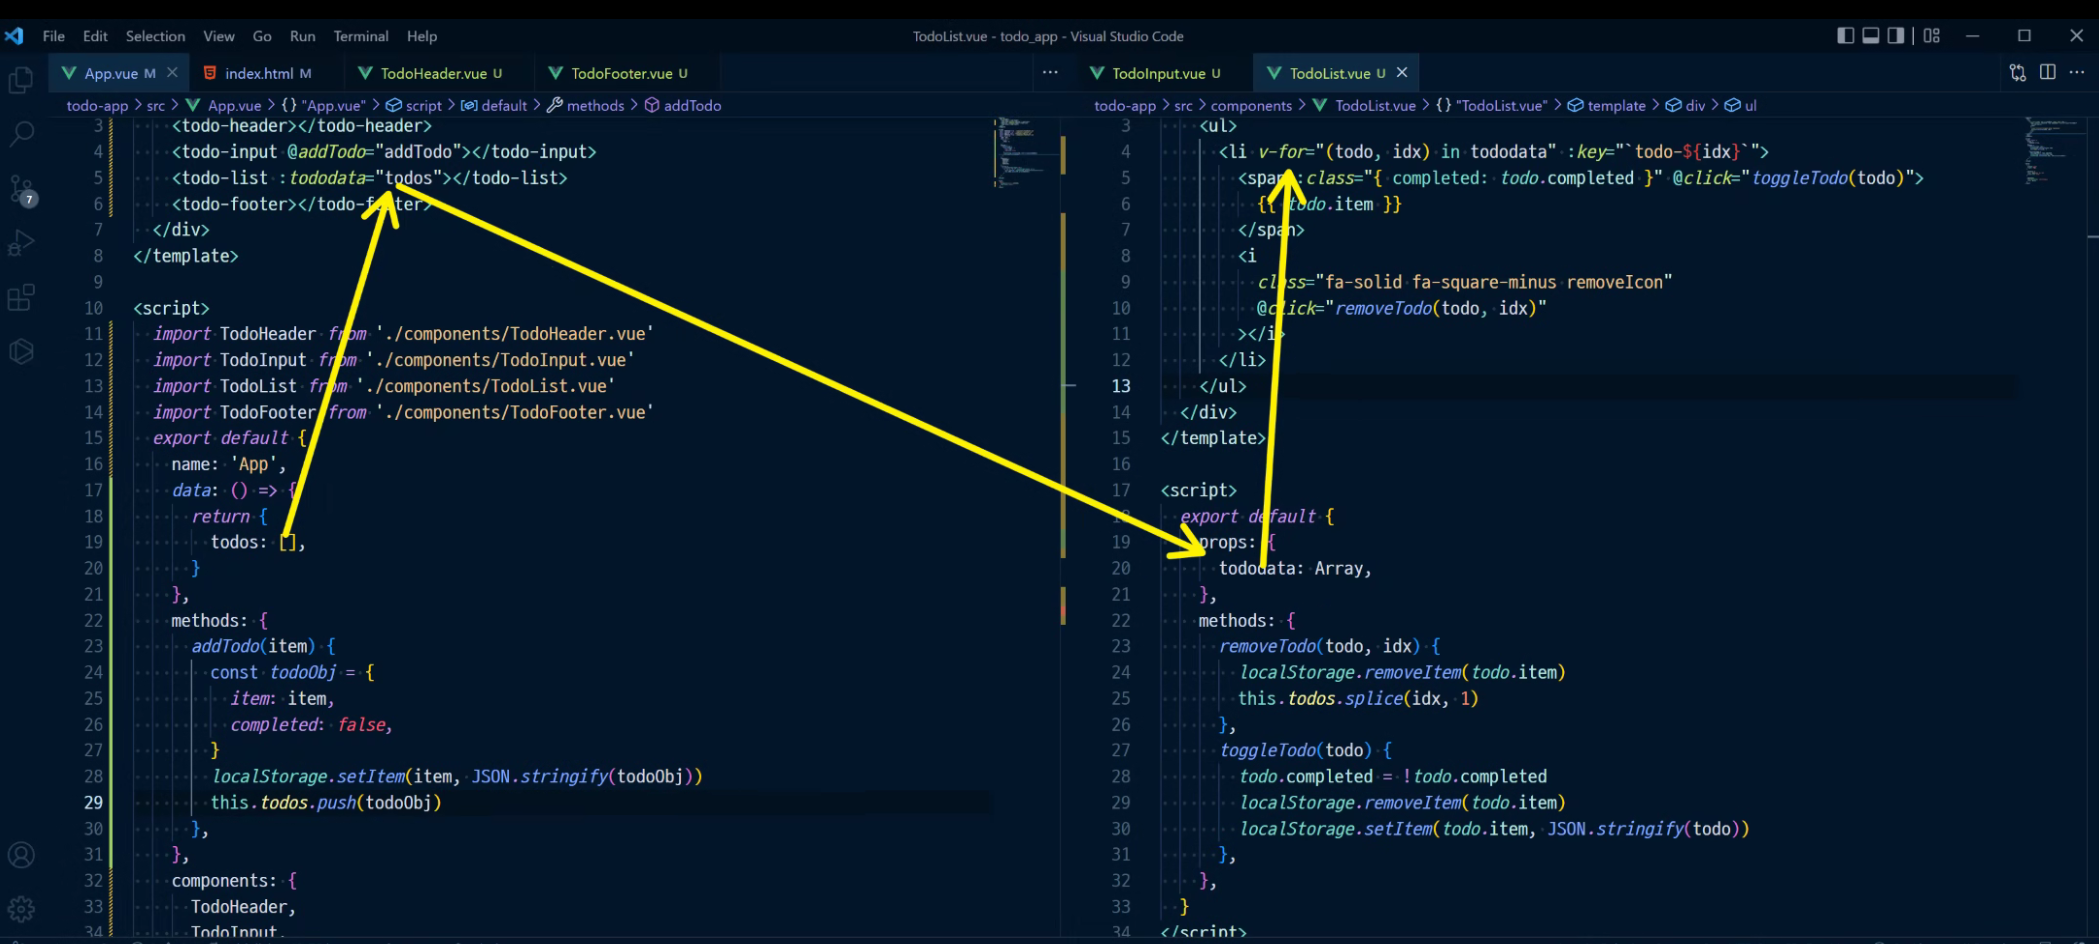 File Edit Selection View Go Run Terminal Help
TodoList.vue - todo_app - Visual Studio Code
App.vue M
index.html M
TodoHeader.vue U
TodoFooter.vue U
TodoInput.vue U
TodoList.vue U
7
todo-app > src > App.vue > {} "App.vue" > script > default > methods > addTodo
3 <todo-header></todo-header>
4 <todo-input @addTodo="addTodo"></todo-input>
5 <todo-list :tododata="todos"></todo-list>
6 <todo-footer></todo-footer>
7 </div>
8 </template>
9
10 <script>
11 import TodoHeader from './components/TodoHeader.vue'
12 import TodoInput from './components/TodoInput.vue'
13 import TodoList from './components/TodoList.vue'
14 import TodoFooter from './components/TodoFooter.vue'
15 export default {
16 name: 'App',
17 data: () => {
18 return {
19 todos: [],
20 }
21 },
22 methods: {
23 addTodo(item) {
24 const todoObj = {
25 item: item,
26 completed: false,
27 }
28 localStorage.setItem(item, JSON.stringify(todoObj))
29 this.todos.push(todoObj)
30 },
31 },
32 components: {
33 TodoHeader,
34 TodoInput,
todo-app > src > components > TodoList.vue > {} "TodoList.vue" > template > div > ul
3 <ul>
4 <li v-for="(todo, idx) in tododata" :key="`todo-${idx}`">
5 <span :class="{ completed: todo.completed }" @click="toggleTodo(todo)">
6 {{ todo.item }}
7 </span>
8 <i
9 class="fa-solid fa-square-minus removeIcon"
10 @click="removeTodo(todo, idx)"
11 ></i>
12 </li>
13 </ul>
14 </div>
15 </template>
16
17 <script>
18 export default {
19 props: {
20 tododata: Array,
21 },
22 methods: {
23 removeTodo(todo, idx) {
24 localStorage.removeItem(todo.item)
25 this.todos.splice(idx, 1)
26 },
27 toggleTodo(todo) {
28 todo.completed = !todo.completed
29 localStorage.removeItem(todo.item)
30 localStorage.setItem(todo.item, JSON.stringify(todo))
31 },
32 },
33 }
34 </script>